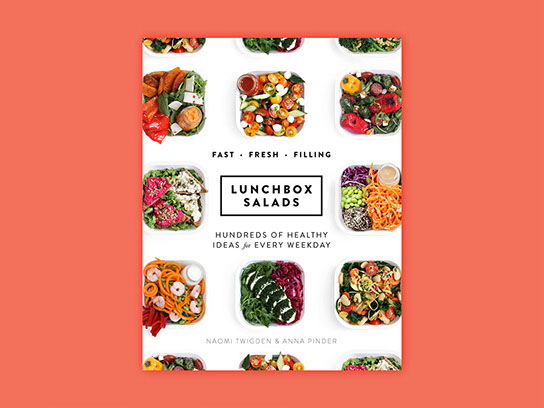 FAST · FRESH · FILLING
LUNCHBOX
SALADS
HUNDREDS OF HEALTHY
IDEAS for EVERY WEEKDAY
NAOMI TWIGDEN & ANNA PINDER